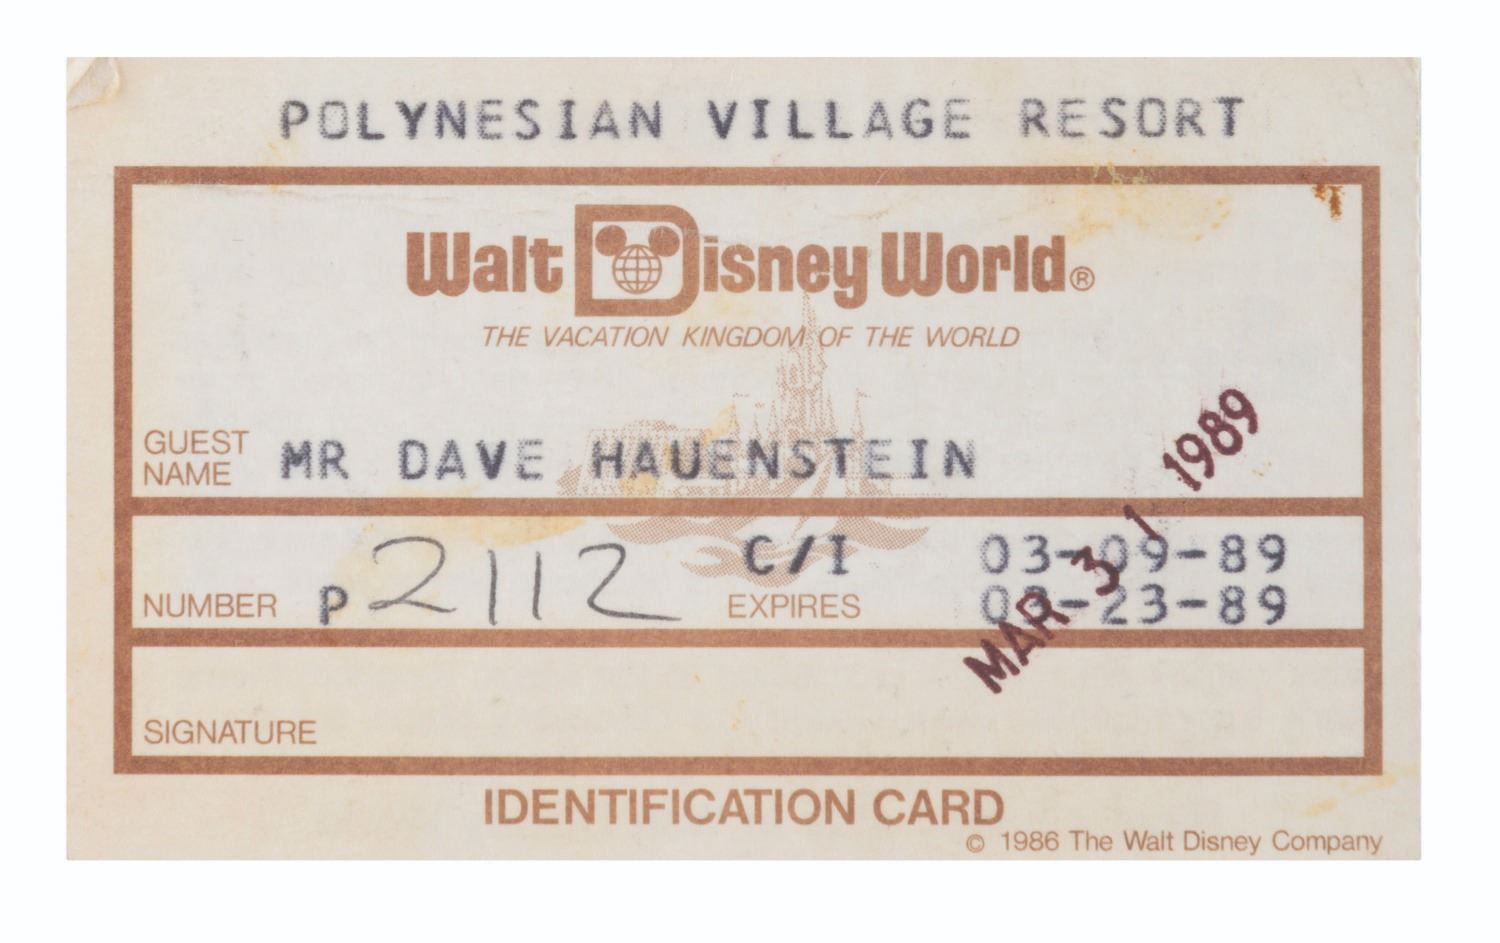 POLYNESIAN VILLAGE RESORT
Walt Disney World®
THE VACATION KINGDOM OF THE WORLD
GUEST NAME MR DAVE HAUENSTEIN
NUMBER P 2112 C/I 03-09-89
EXPIRES 03-23-89
MAR 31 1989
SIGNATURE
IDENTIFICATION CARD
© 1986 The Walt Disney Company